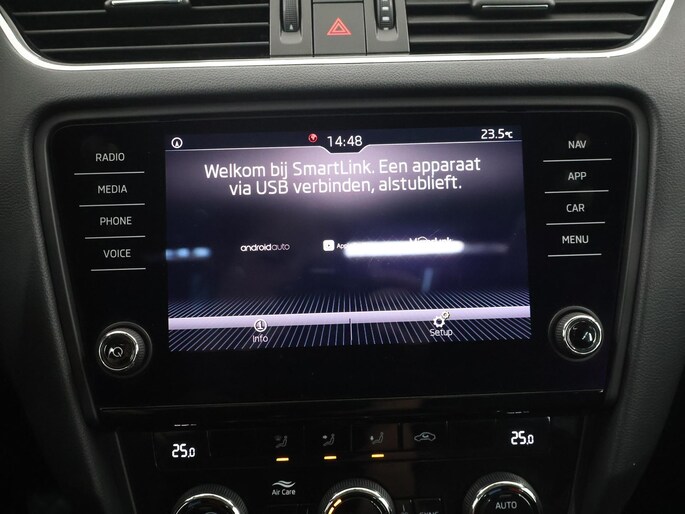 14:48
23.5°C
Welkom bij SmartLink. Een apparaat
via USB verbinden, alstublieft.
androidauto
Info
Setup
RADIO
MEDIA
PHONE
VOICE
NAV
APP
CAR
MENU
25.0
25.0
Air Care
AUTO